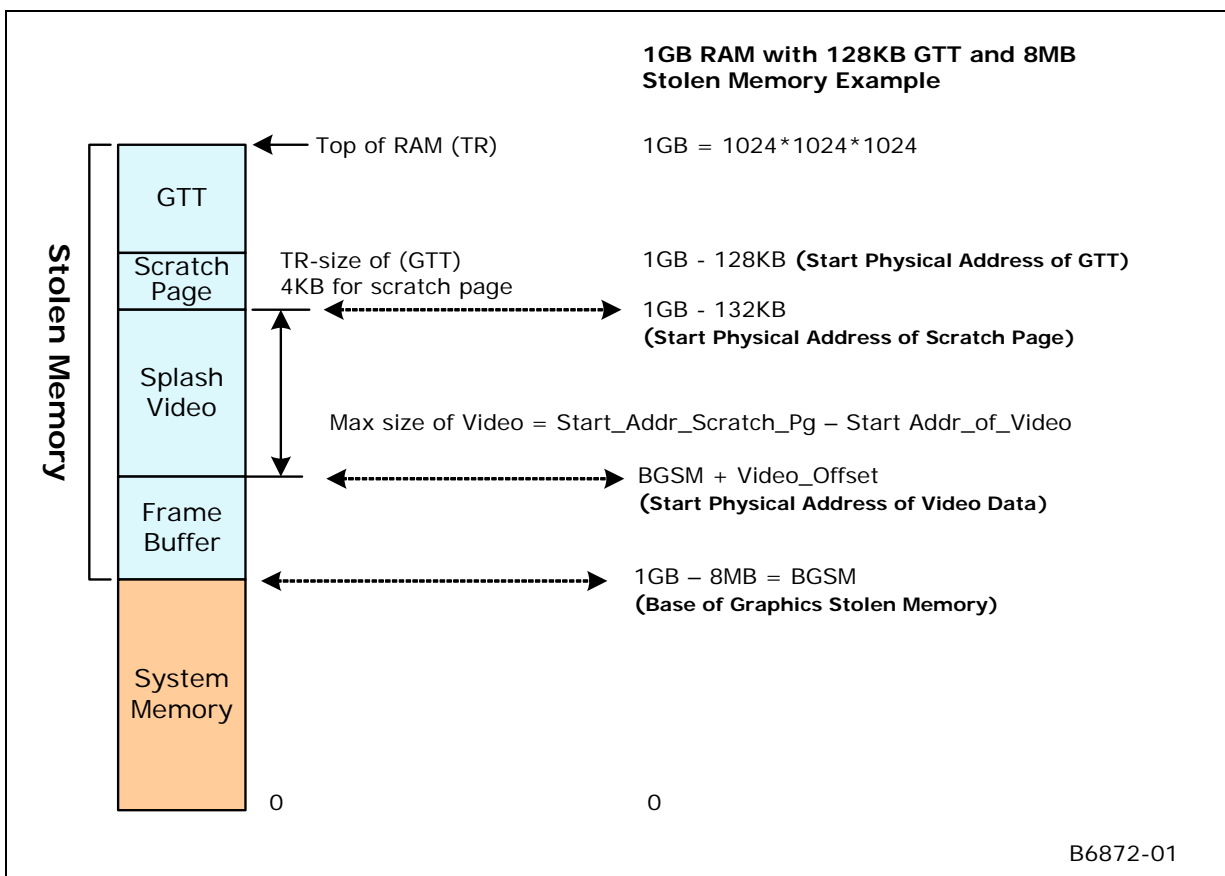 1GB RAM with 128KB GTT and 8MB
Stolen Memory Example
Top of RAM (TR)
1GB = 1024*1024*1024
GTT
Stolen Memory
Scratch
Page
TR-size of (GTT)
4KB for scratch page
1GB - 128KB (Start Physical Address of GTT)
1GB - 132KB
(Start Physical Address of Scratch Page)
Splash
Video
Max size of Video = Start_Addr_Scratch_Pg – Start Addr_of_Video
BGSM + Video_Offset
(Start Physical Address of Video Data)
Frame
Buffer
1GB – 8MB = BGSM
(Base of Graphics Stolen Memory)
System
Memory
0
0
B6872-01